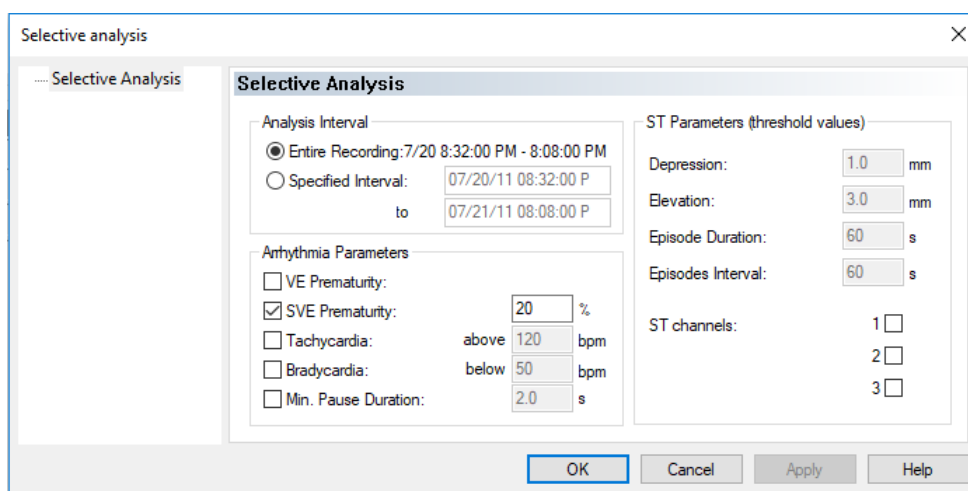 Selective analysis
Selective Analysis
Selective Analysis
Analysis Interval
Entire Recording:7/20 8:32:00 PM - 8:08:00 PM
Specified Interval: 07/20/11 08:32:00 P
to 07/21/11 08:08:00 P
Arrhythmia Parameters
VE Prematurity:
SVE Prematurity: 20 %
Tachycardia: above 120 bpm
Bradycardia: below 50 bpm
Min. Pause Duration: 2.0 s
ST Parameters (threshold values)
Depression: 1.0 mm
Elevation: 3.0 mm
Episode Duration: 60 s
Episodes Interval: 60 s
ST channels: 1
2
3
OK Cancel Apply Help